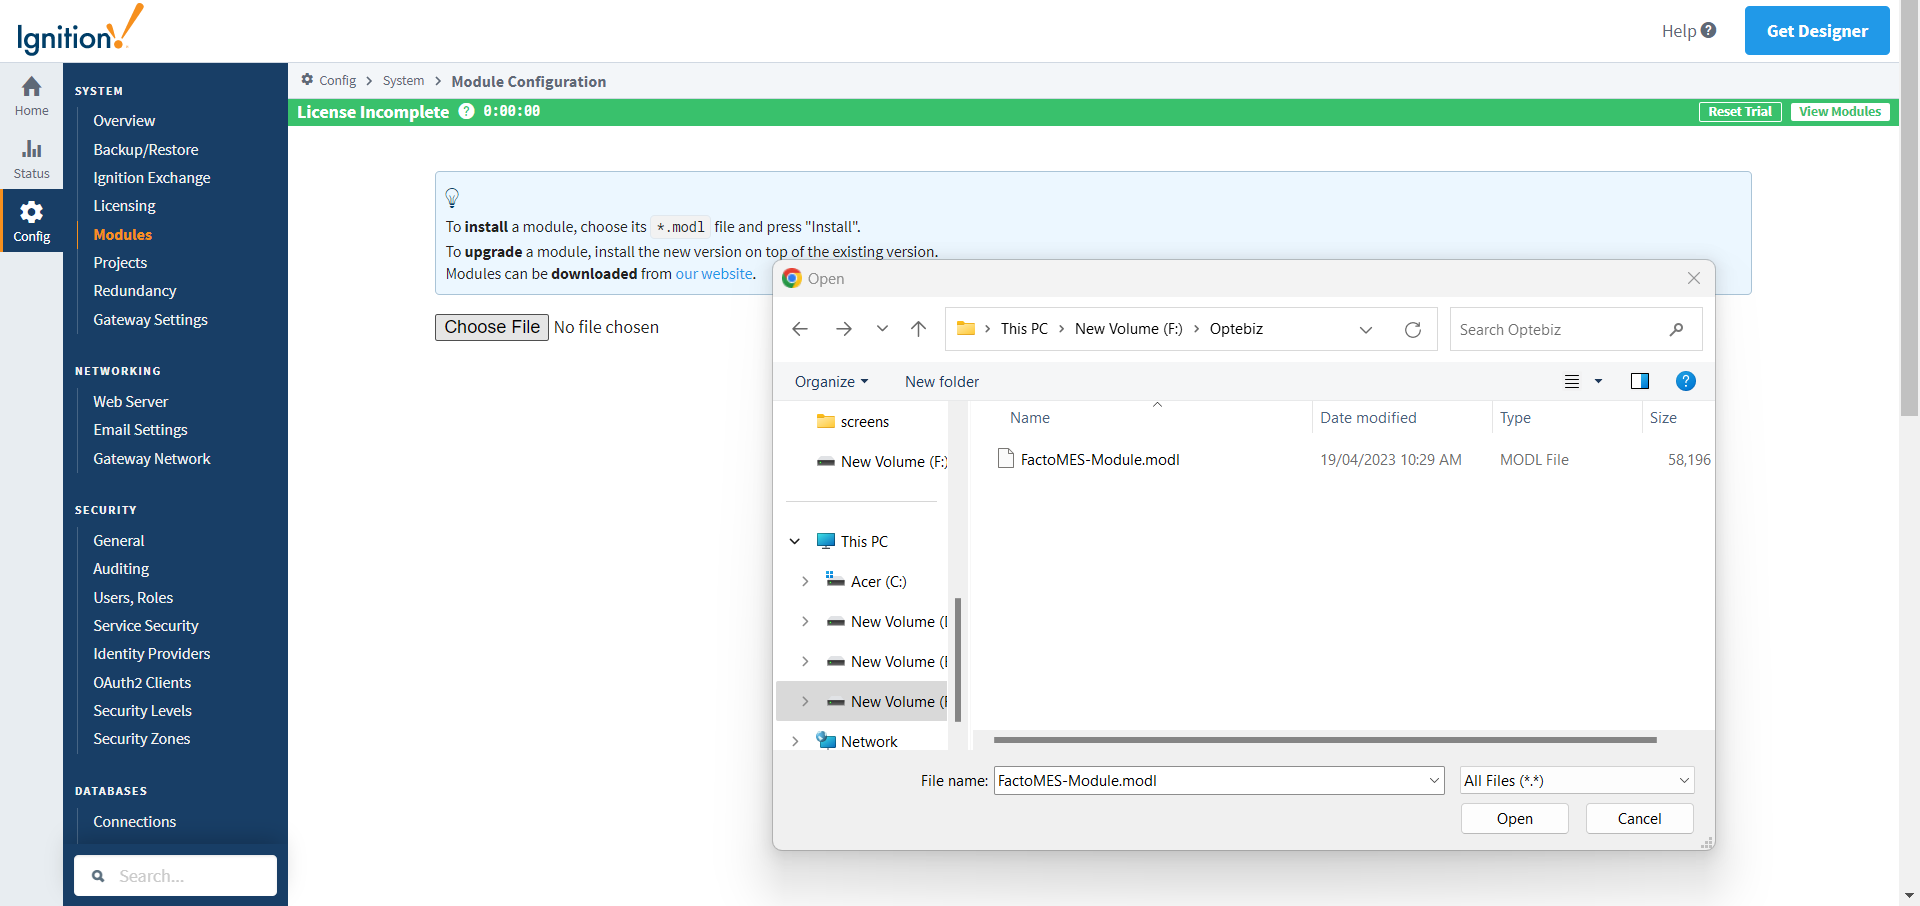 Ignition!
Help ?
Get Designer
Home
Status
Config
SYSTEM
Overview
Backup/Restore
Ignition Exchange
Licensing
Modules
Projects
Redundancy
Gateway Settings
NETWORKING
Web Server
Email Settings
Gateway Network
SECURITY
General
Auditing
Users, Roles
Service Security
Identity Providers
OAuth2 Clients
Security Levels
Security Zones
DATABASES
Connections
Search...
Config > System > Module Configuration
License Incomplete ? 0:00:00
Reset Trial
View Modules
To install a module, choose its *.modl file and press "Install".
To upgrade a module, install the new version on top of the existing version.
Modules can be downloaded from our website.
Choose File No file chosen
Open
This PC > New Volume (F:) > Optebiz
Search Optebiz
Organize
New folder
?
screens
New Volume (F:)
This PC
Acer (C:)
New Volume (
New Volume (
New Volume (
Network
Name Date modified Type Size
FactoMES-Module.modl 19/04/2023 10:29 AM MODL File 58,196
File name: FactoMES-Module.modl
All Files (*.*)
Open
Cancel